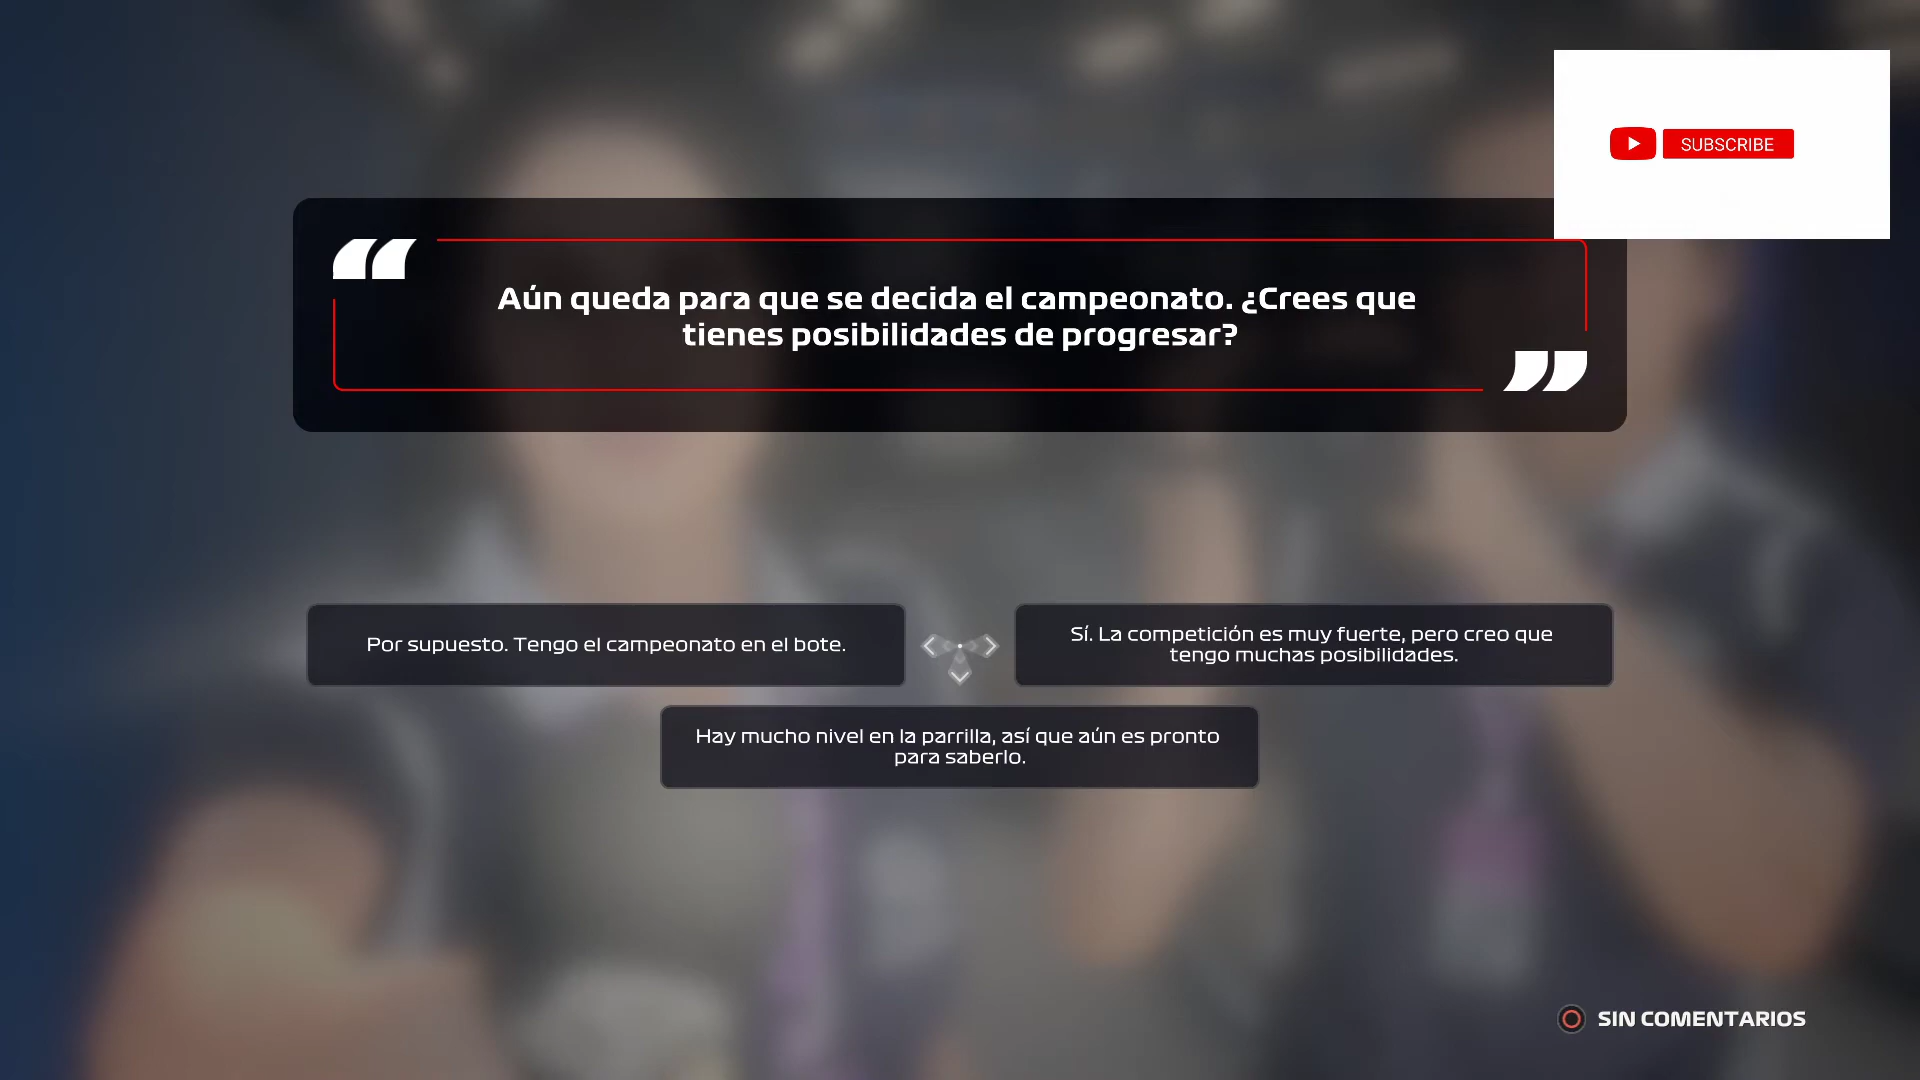 SUBSCRIBE
Aún queda para que se decida el campeonato. ¿Crees que
tienes posibilidades de progresar?
Por supuesto. Tengo el campeonato en el bote.
Sí. La competición es muy fuerte, pero creo que
tengo muchas posibilidades.
Hay mucho nivel en la parrilla, así que aún es pronto
para saberlo.
SIN COMENTARIOS